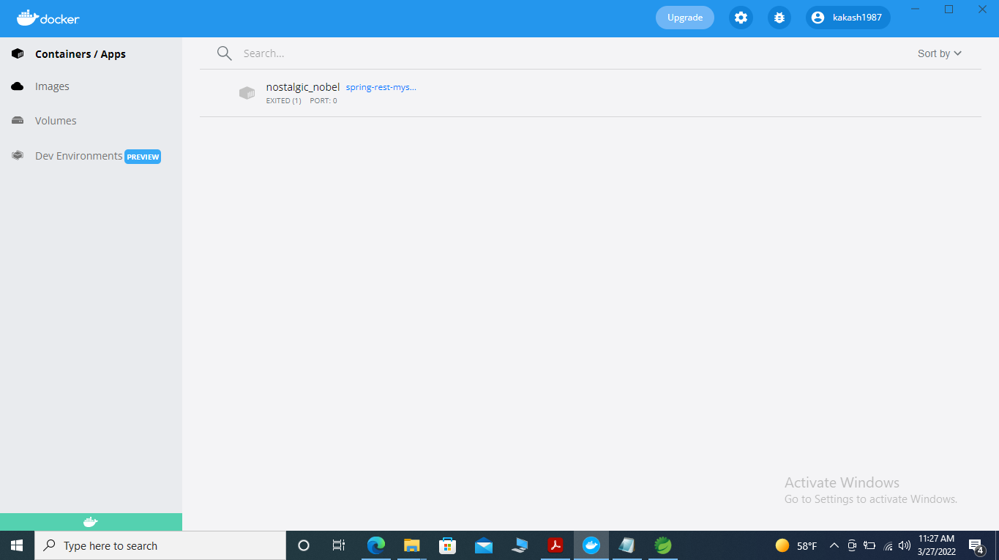 docker
Upgrade
kakash1987
Containers / Apps
Images
Volumes
Dev Environments PREVIEW
Search...
Sort by
nostalgic_nobel spring-rest-mys...
EXITED (1) PORT: 0
Activate Windows
Go to Settings to activate Windows.
Type here to search
58°F
11:27 AM
3/27/2022
4